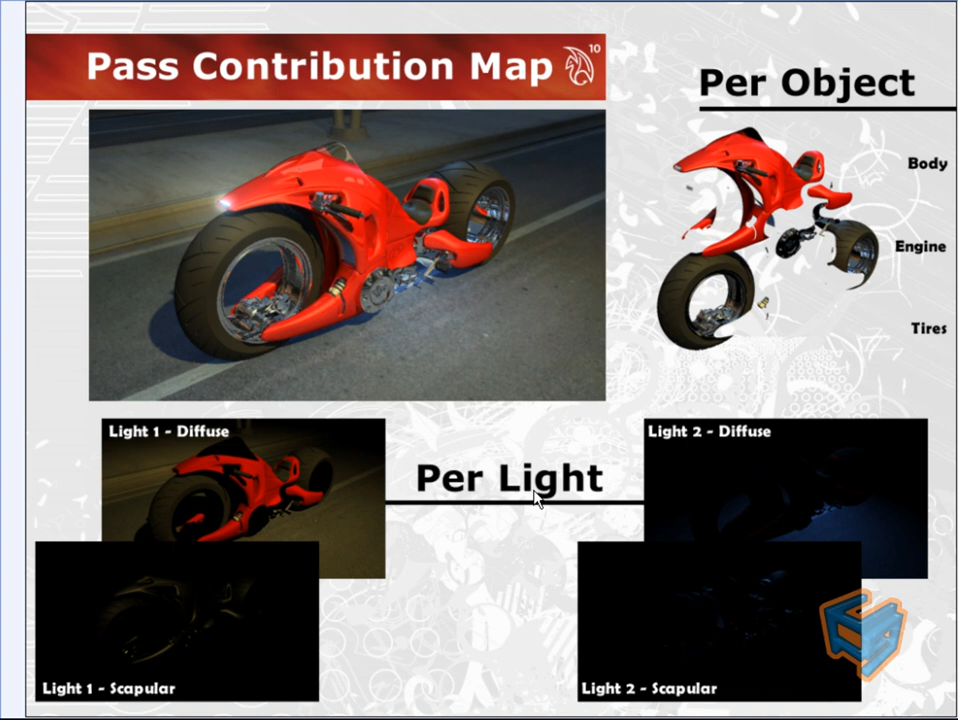 Pass Contribution Map
10
Per Object
Body
Engine
Tires
Light 1 - Diffuse
Per Light
Light 2 - Diffuse
Light 1 - Scapular
Light 2 - Scapular